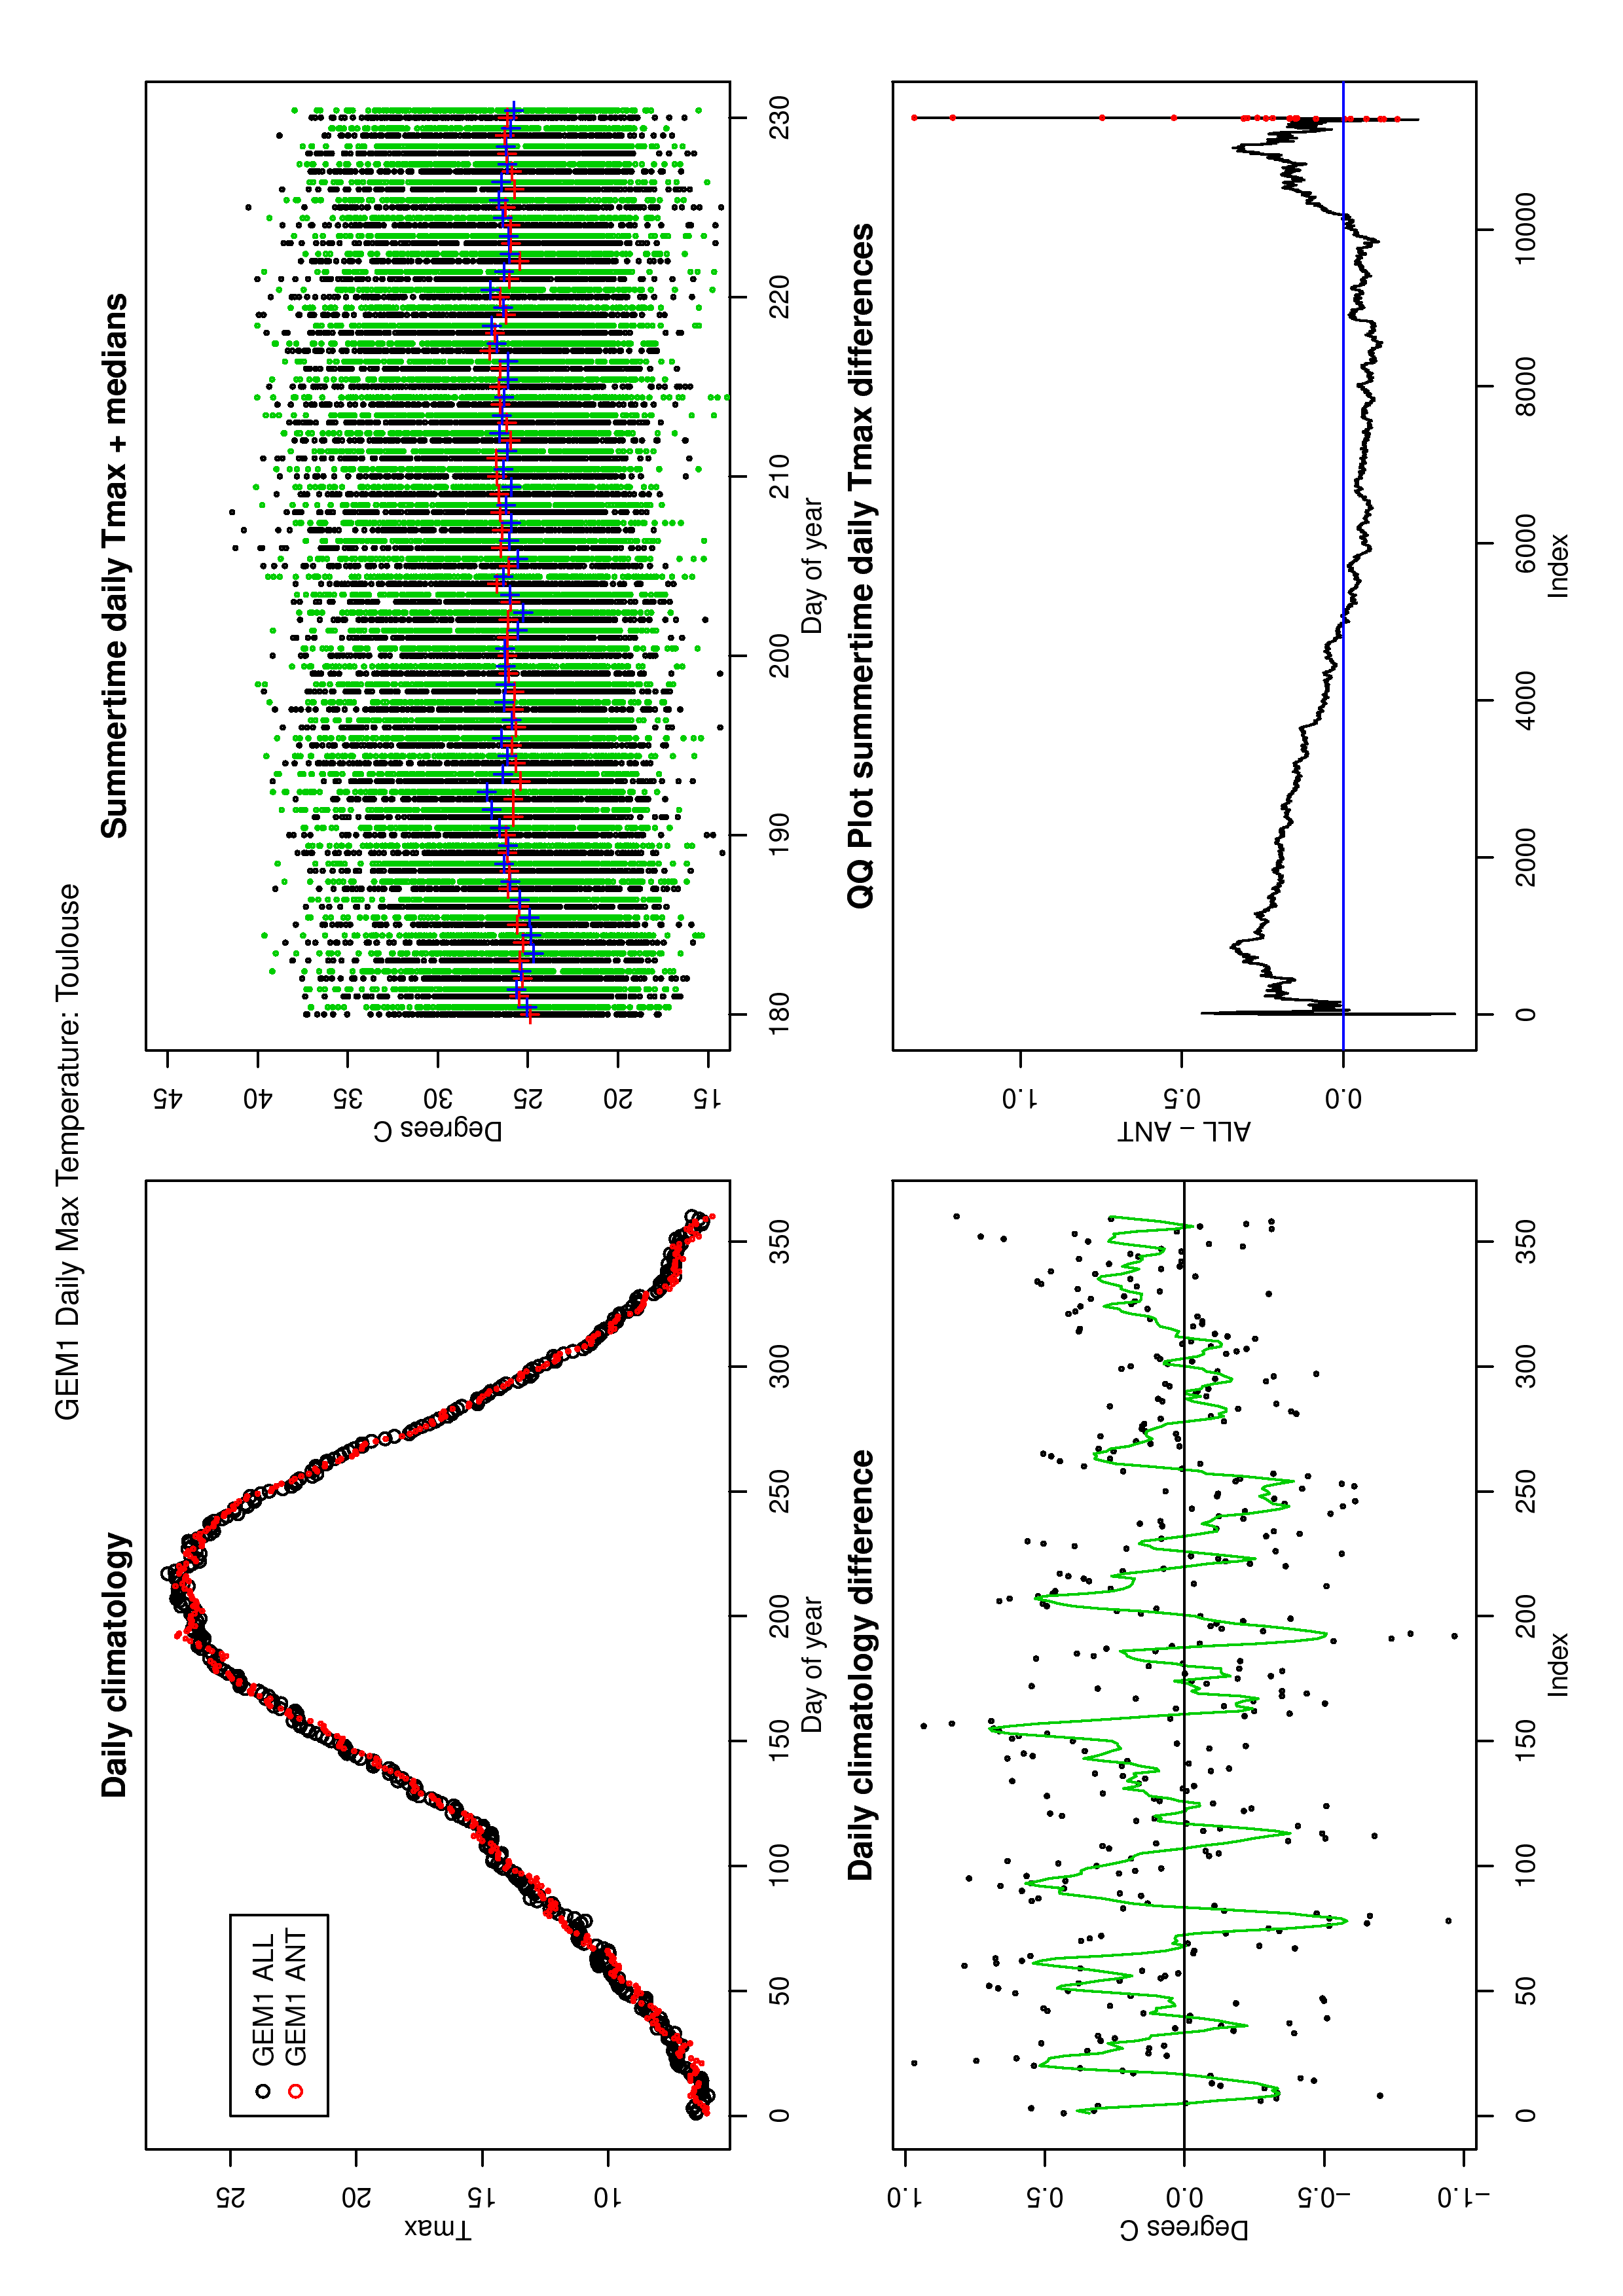 GEM1 Daily Max Temperature: Toulouse
Daily climatology
GEM1 ALL
GEM1 ANT
Tmax
10 15 20 25
0 50 100 150 200 250 300 350
Day of year
Summertime daily Tmax + medians
Degrees C
15 20 25 30 35 40 45
180 190 200 210 220 230
Day of year
Daily climatology difference
Degrees C
−1.0 −0.5 0.0 0.5 1.0
0 50 100 150 200 250 300 350
Index
QQ Plot summertime daily Tmax differences
ALL − ANT
0.0 0.5 1.0
0 2000 4000 6000 8000 10000
Index